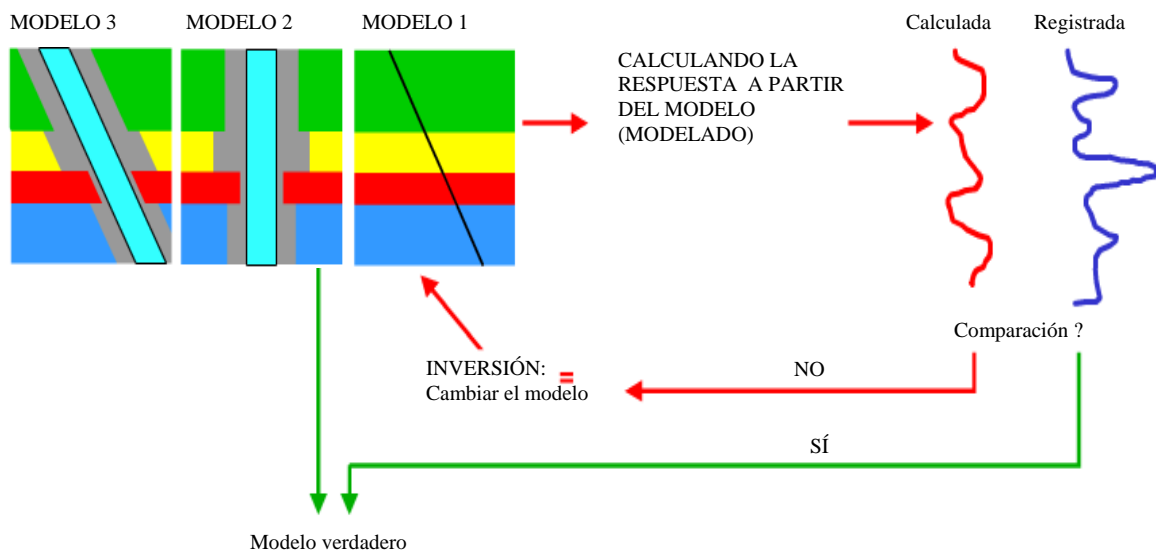 MODELO 3
MODELO 2
MODELO 1
Calculada
Registrada
CALCULANDO LA
RESPUESTA A PARTIR
DEL MODELO
(MODELADO)
Comparación ?
INVERSIÓN:
Cambiar el modelo
NO
SÍ
Modelo verdadero